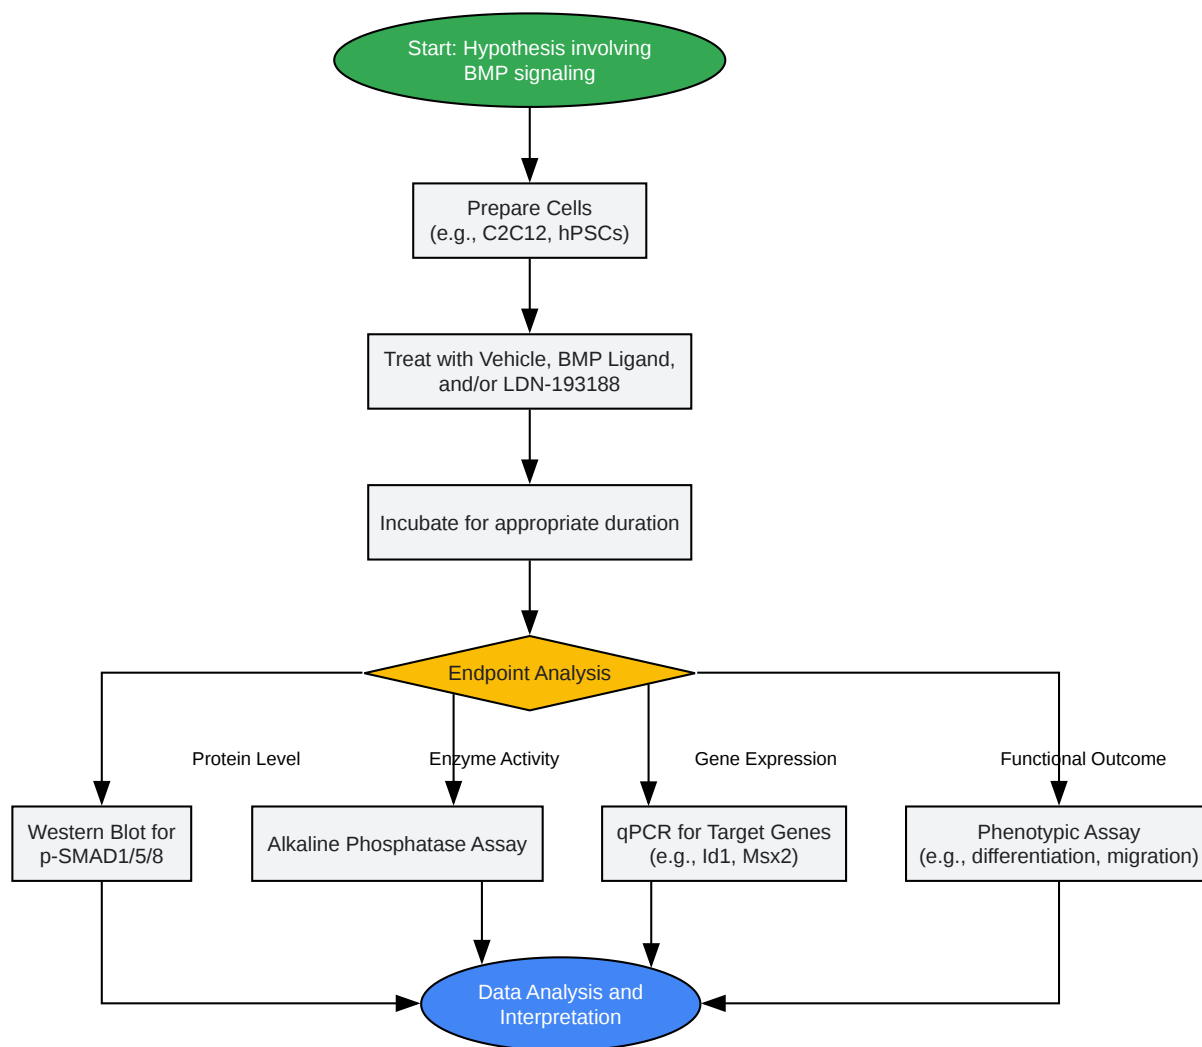 Start: Hypothesis involving
BMP signaling
Prepare Cells
(e.g., C2C12, hPSCs)
Treat with Vehicle, BMP Ligand,
and/or LDN-193188
Incubate for appropriate duration
Endpoint Analysis
Protein Level
Enzyme Activity
Gene Expression
Functional Outcome
Western Blot for
p-SMAD1/5/8
Alkaline Phosphatase Assay
qPCR for Target Genes
(e.g., Id1, Msx2)
Phenotypic Assay
(e.g., differentiation, migration)
Data Analysis and
Interpretation